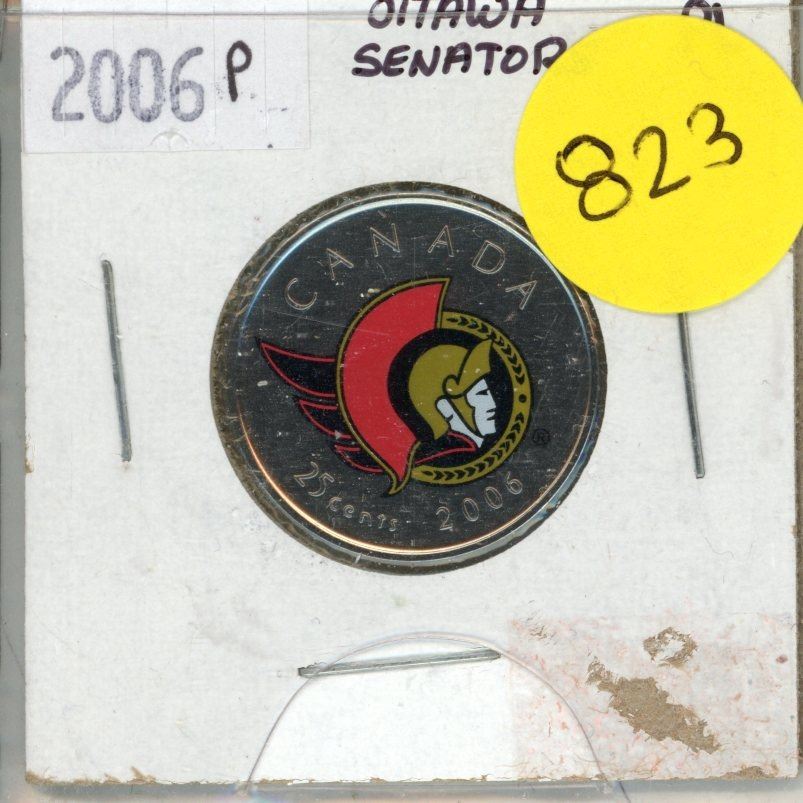 OTTAWA
SENATOR
2006 P
823
CANADA
®
25 cents 2006